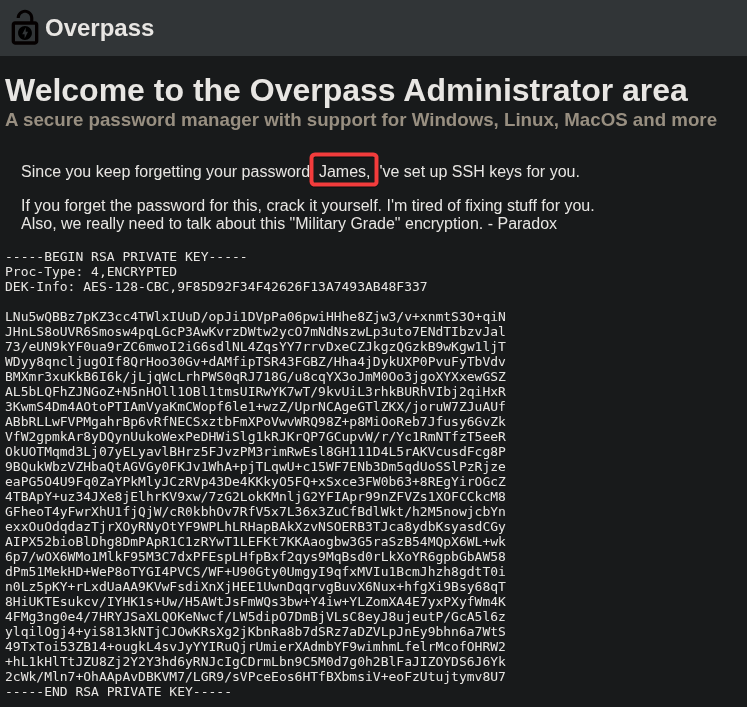 Overpass
Welcome to the Overpass Administrator area
A secure password manager with support for Windows, Linux, MacOS and more
Since you keep forgetting your password James, I've set up SSH keys for you.
If you forget the password for this, crack it yourself. I'm tired of fixing stuff for you.
Also, we really need to talk about this "Military Grade" encryption. - Paradox
-----BEGIN RSA PRIVATE KEY-----
Proc-Type: 4,ENCRYPTED
DEK-Info: AES-128-CBC,9F85D92F34F42626F13A7493AB48F337
LNu5wQBBz7pKZ3cc4TWlxIUuD/opJi1DVpPa06pwiHHhe8Zjw3/v+xnmtS3O+qiN
JHnLS8oUVR6Smosw4pqLGcP3AwKvrzDWtw2ycO7mNdNszwLp3uto7ENdTIbzvJal
73/eUN9kYF0ua9rZC6mwoI2iG6sdlNL4ZqsYY7rrvDxeCZJkgzQGzkB9wKgw1ljT
WDyy8qncljugOIf8QrHoo30Gv+dAMfipTSR43FGBZ/Hha4jDykUXP0PvuFyTbVdv
BMXmr3xuKkB6I6k/jLjqWcLrhPWS0qRJ718G/u8cqYX3oJmM0Oo3jgoXYXxewGSZ
AL5bLQFhZJNGoZ+N5nHOll1OBl1tmsUIRwYK7wT/9kvUiL3rhkBURhVIbj2qiHxR
3KwmS4Dm4AOtoPTIAmVyaKmCWopf6le1+wzZ/UprNCAgeGTlZKX/joruW7ZJuAUf
ABbRLLwFVPMgahrBp6vRfNECSxztbFmXPoVwvWRQ98Z+p8MiOoReb7Jfusy6GvZk
VfW2gpmkAr8yDQynUukoWexPeDHWiSlg1kRJKrQP7GCupvW/r/Yc1RmNTfzT5eeR
OkUOTMqmd3Lj07yELyavlBHrz5FJvzPM3rimRwEsl8GH111D4L5rAKVcusdFcg8P
9BQukWbzVZHbaQtAGVGy0FKJv1WhA+pjTLqwU+c15WF7ENb3Dm5qdUoSSlPzRjze
eaPG5O4U9Fq0ZaYPkMlyJCzRVp43De4KKkyO5FQ+xSxce3FW0b63+8REgYirOGcZ
4TBApY+uz34JXe8jElhrKV9xw/7zG2LokKMnljG2YFIApr99nZFVZs1XOFCCkcM8
GFheoT4yFwrXhU1fjQjW/cR0kbhOv7RfV5x7L36x3ZuCfBdlWkt/h2M5nowjcbYn
exxOuOdqdazTjrXOyRNyOtYF9WPLhLRHapBAkXzvNSOERB3TJca8ydbKsyasdCGy
AIPX52bioBlDhg8DmPApR1C1zRYwT1LEFKt7KKAaogbw3G5raSzB54MQpX6WL+wk
6p7/wOX6WMo1MlkF95M3C7dxPFEspLHfpBxf2qys9MqBsd0rLkXoYR6gpbGbAW58
dPm51MekHD+WeP8oTYGI4PVCS/WF+U90Gty0UmgyI9qfxMVIu1BcmJhzh8gdtT0i
n0Lz5pKY+rLxdUaAA9KVwFsdiXnXjHEE1UwnDqqrvgBuvX6Nux+hfgXi9Bsy68qT
8HiUKTEsukcv/IYHK1s+Uw/H5AWtJsFmWQs3bw+Y4iw+YLZomXA4E7yxPXyfWm4K
4FMg3ng0e4/7HRYJSaXLQOKeNwcf/LW5dipO7DmBjVLsC8eyJ8ujeutP/GcA5l6z
ylqilOgj4+yiS813kNTjCJOwKRsXg2jKbnRa8b7dSRz7aDZVLpJnEy9bhn6a7WtS
49TxToi53ZB14+ougkL4svJyYYIRuQjrUmierXAdmbYF9wimhmLfelrMcofOHRW2
+hL1kHlTtJZU8Zj2Y2Y3hd6yRNJcIgCDrmLbn9C5M0d7g0h2BlFaJIZOYDS6J6Yk
2cWk/Mln7+OhAApAvDBKVM7/LGR9/sVPceEos6HTfBXbmsiV+eoFzUtujtymv8U7
-----END RSA PRIVATE KEY-----